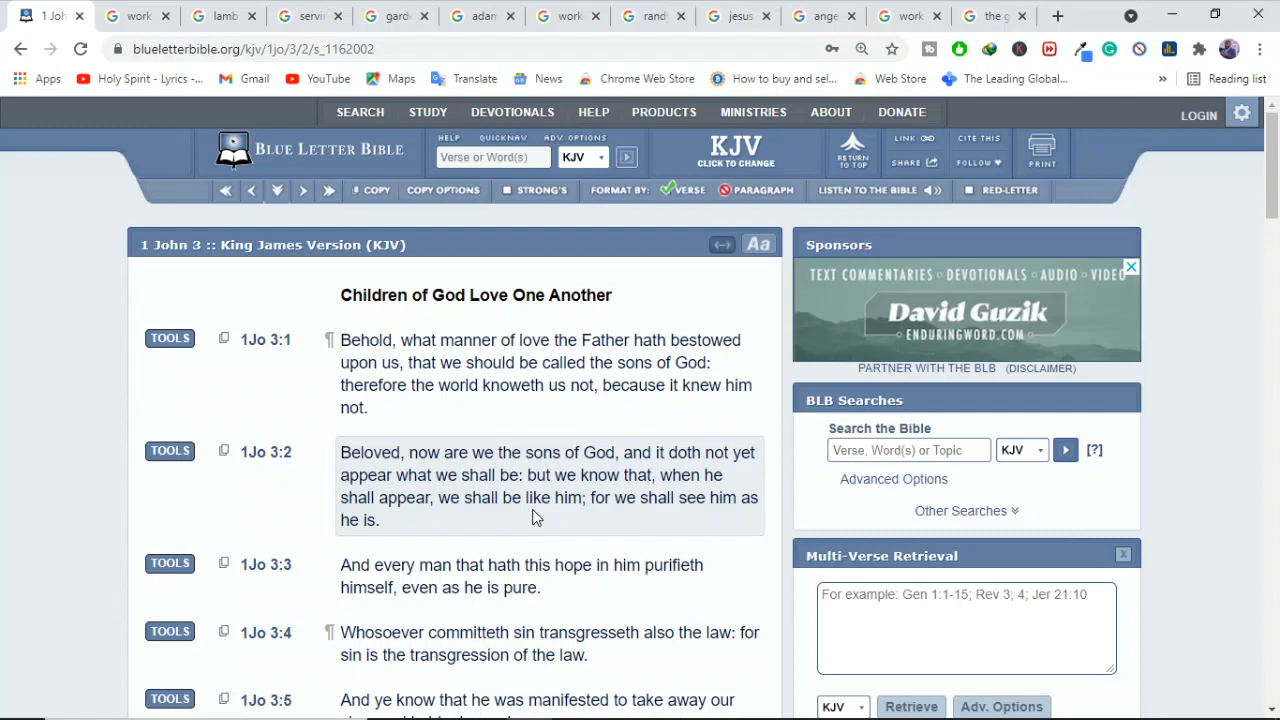 1 Joh
work
lamb
servi
gard
adam
work
rand
jesus
ange
work
the g
blueletterbible.org/kjv/1jo/3/2/s_1162002
Apps
Holy Spirit - Lyrics -...
Gmail
YouTube
Maps
Translate
News
Chrome Web Store
How to buy and sel...
Web Store
The Leading Global...
»
Reading list
SEARCH STUDY DEVOTIONALS HELP PRODUCTS MINISTRIES ABOUT DONATE
LOGIN
BLUE LETTER BIBLE
HELP QUICKNAV ADV. OPTIONS
Verse or Word(s) KJV
KJV
CLICK TO CHANGE
RETURN
TO TOP
LINK CITE THIS
SHARE FOLLOW
PRINT
COPY COPY OPTIONS STRONG'S FORMAT BY: VERSE PARAGRAPH LISTEN TO THE BIBLE RED-LETTER
1 John 3 :: King James Version (KJV)
Aa
Children of God Love One Another
TOOLS 1Jo 3:1 ¶ Behold, what manner of love the Father hath bestowed
upon us, that we should be called the sons of God:
therefore the world knoweth us not, because it knew him
not.
TOOLS 1Jo 3:2 Beloved, now are we the sons of God, and it doth not yet
appear what we shall be: but we know that, when he
shall appear, we shall be like him; for we shall see him as
he is.
TOOLS 1Jo 3:3 And every man that hath this hope in him purifieth
himself, even as he is pure.
TOOLS 1Jo 3:4 ¶ Whosoever committeth sin transgresseth also the law: for
sin is the transgression of the law.
TOOLS 1Jo 3:5 And ye know that he was manifested to take away our
Sponsors
TEXT COMMENTARIES ◦ DEVOTIONALS ◦ AUDIO ◦ VIDEO
David Guzik
ENDURINGWORD.COM
PARTNER WITH THE BLB (DISCLAIMER)
BLB Searches
Search the Bible
Verse, Word(s) or Topic KJV [?]
Advanced Options
Other Searches
Multi-Verse Retrieval
X
For example: Gen 1:1-15; Rev 3; 4; Jer 21:10
KJV Retrieve Adv. Options